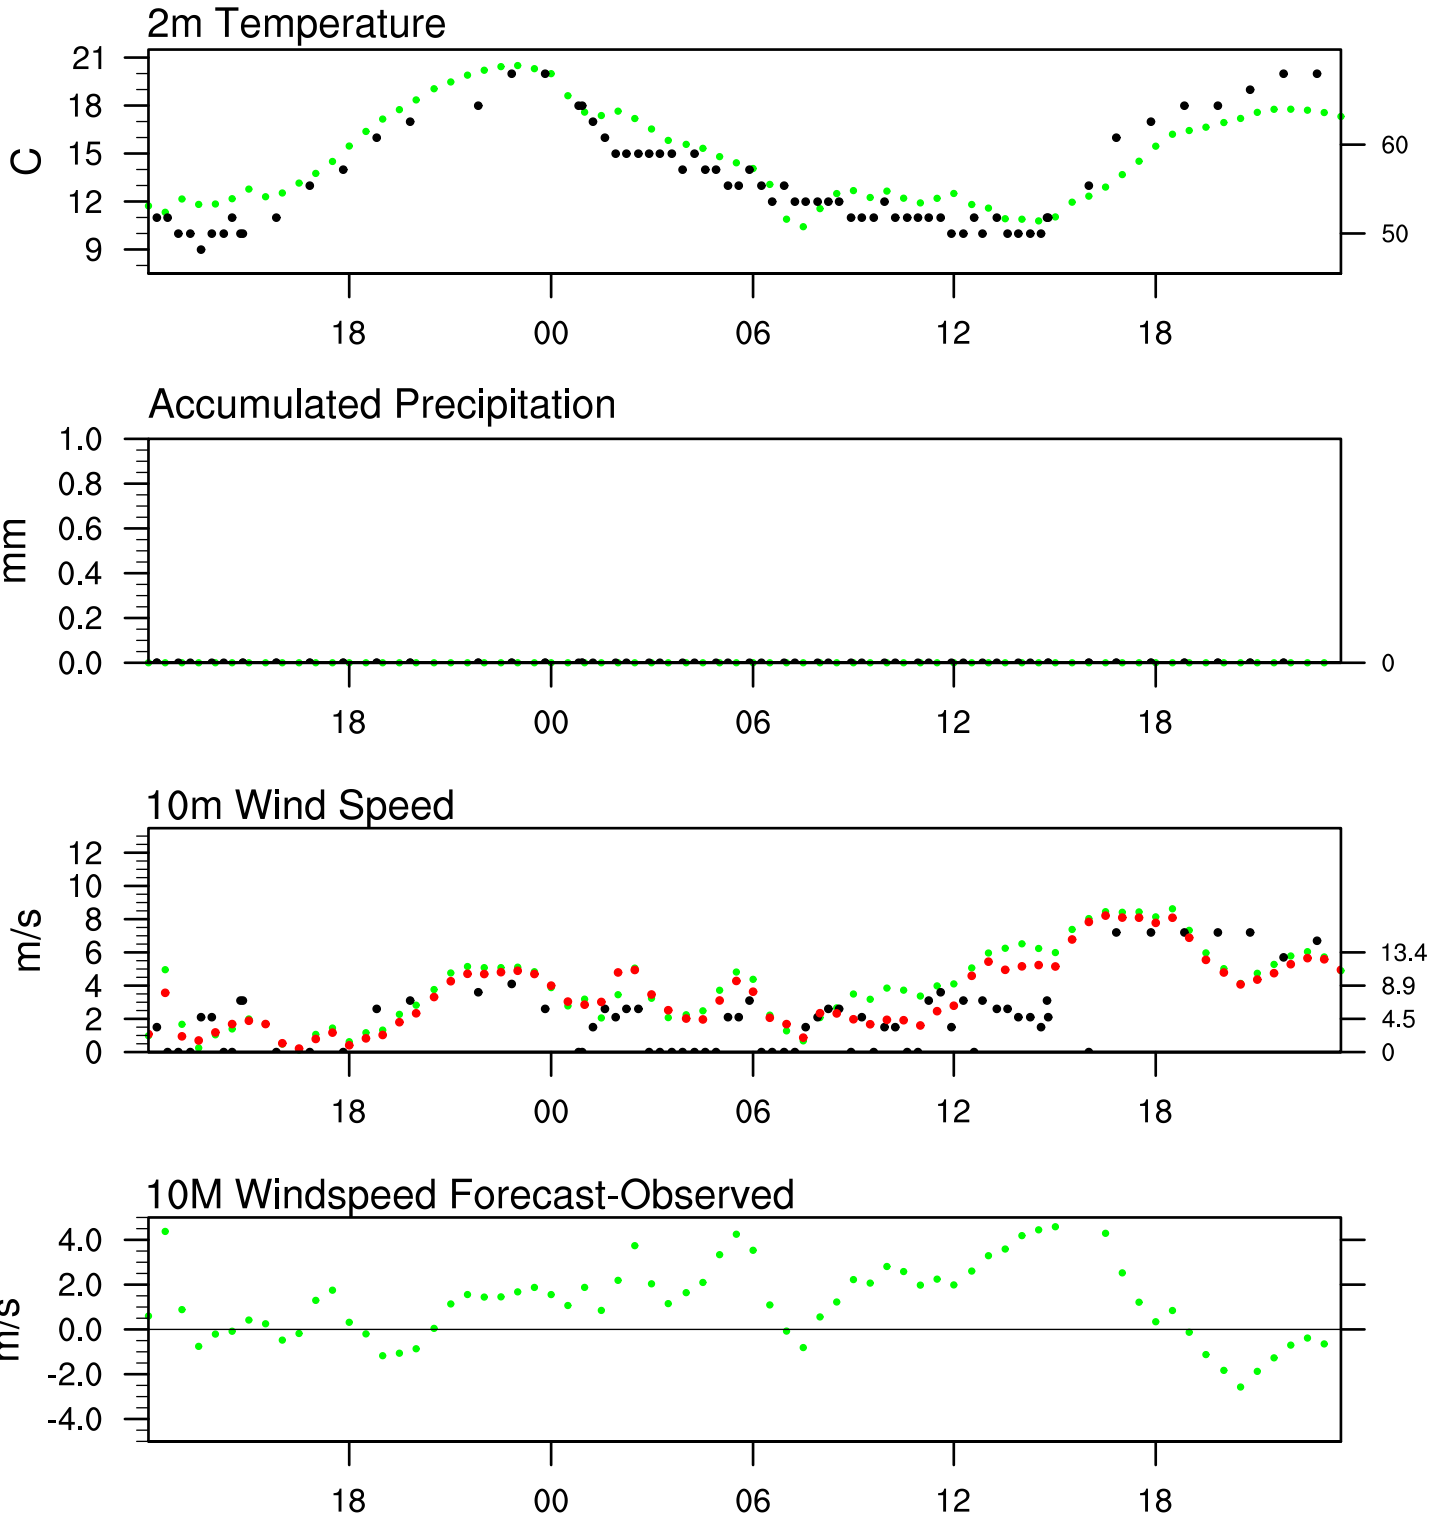 2m Temperature
21
18
15
12
9
C
60
50
18 00 06 12 18
Accumulated Precipitation
1.0
0.8
0.6
0.4
0.2
0.0
mm
0
18 00 06 12 18
10m Wind Speed
12
10
8
6
4
2
0
m/s
13.4
8.9
4.5
0
18 00 06 12 18
10M Windspeed Forecast-Observed
4.0
2.0
0.0
-2.0
-4.0
m/s
18 00 06 12 18